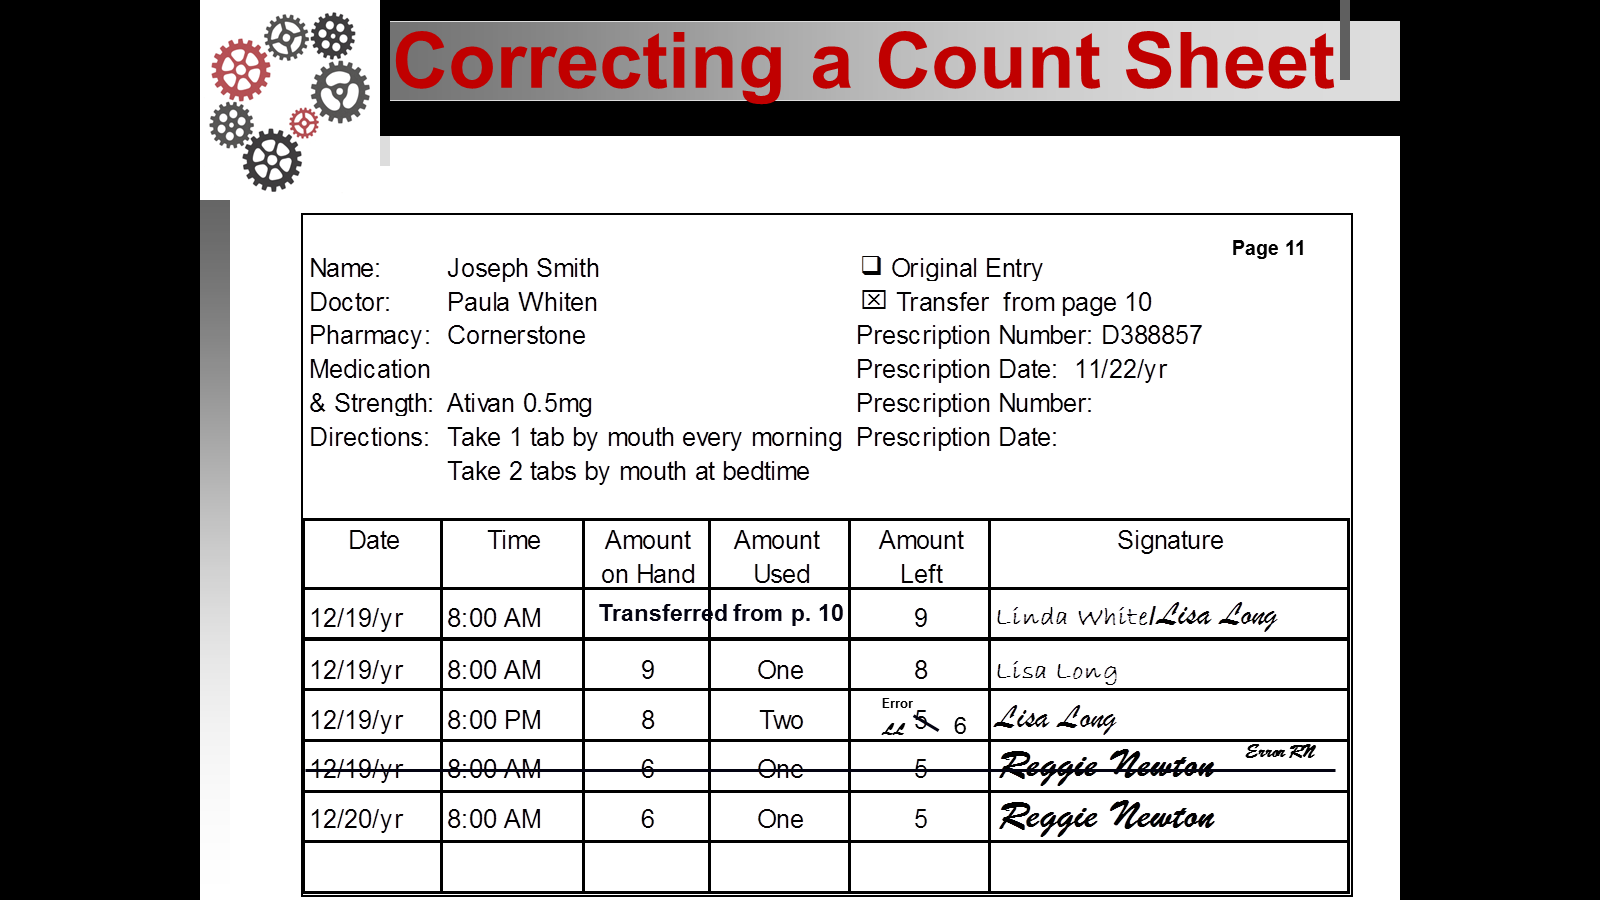 Correcting a Count Sheet
Page 11
Name: Joseph Smith ❑ Original Entry
Doctor: Paula Whiten ☒ Transfer from page 10
Pharmacy: Cornerstone Prescription Number: D388857
Medication Prescription Date: 11/22/yr
& Strength: Ativan 0.5mg Prescription Number:
Directions: Take 1 tab by mouth every morning Prescription Date:
Take 2 tabs by mouth at bedtime
Date Time Amount on Hand Amount Used Amount Left Signature
12/19/yr 8:00 AM Transferred from p. 10 9 Linda White/Lisa Long
12/19/yr 8:00 AM 9 One 8 Lisa Long
12/19/yr 8:00 PM 8 Two Error LL 5 6 Lisa Long
12/19/yr 8:00 AM 6 One 5 Reggie Newton Error RN
12/20/yr 8:00 AM 6 One 5 Reggie Newton